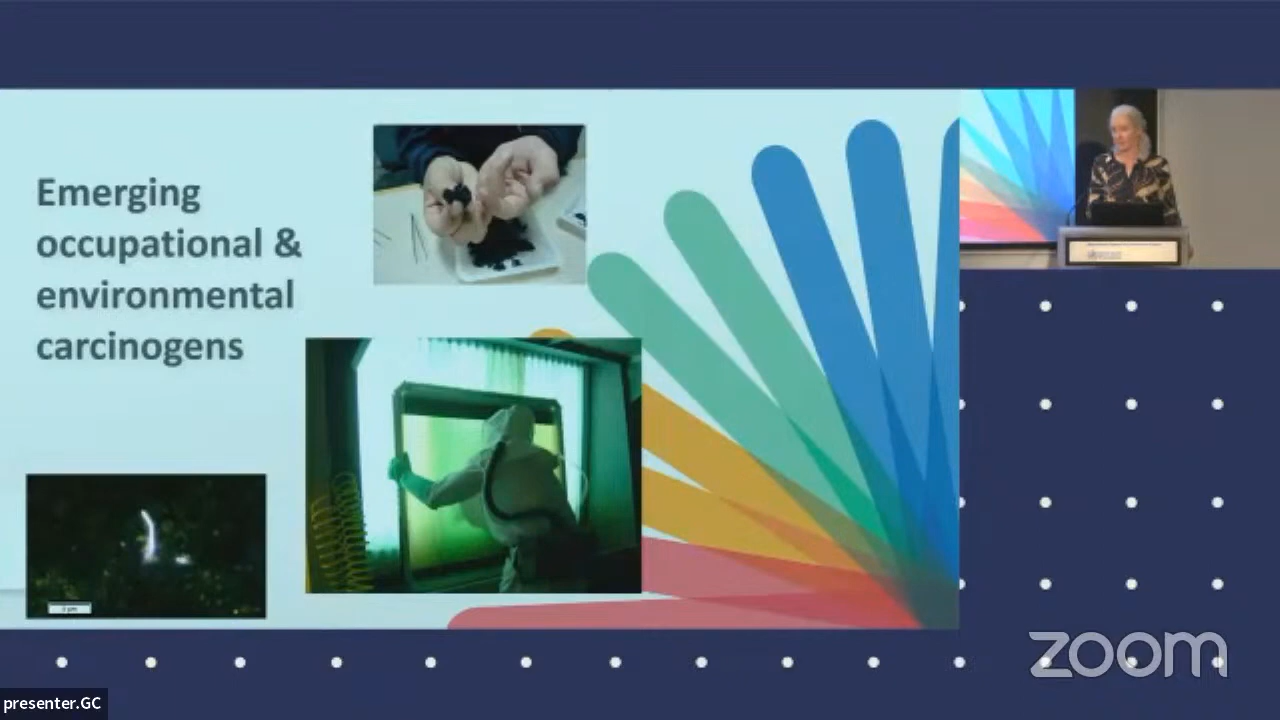 Emerging
occupational &
environmental
carcinogens
zoom
presenter.GC